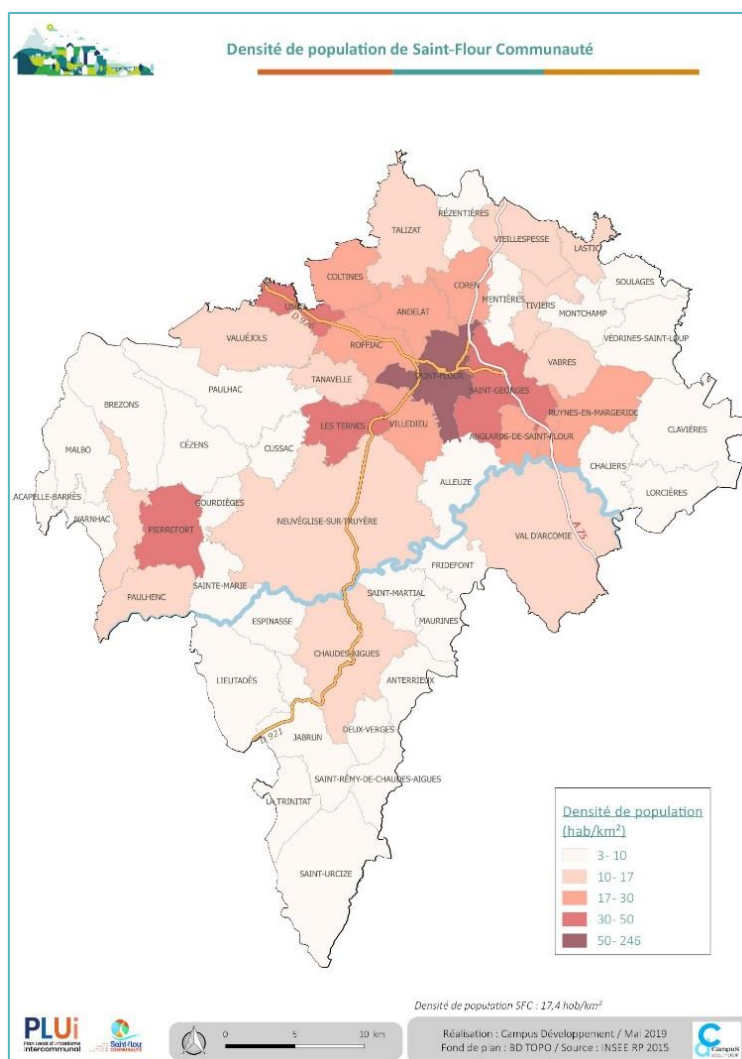 Densité de population de Saint-Flour Communauté
RÉZENTIÈRES
TALIZAT
VIEILLESPESSE
LASTIC
COLTINES
SOULAGES
COREN
MENTIÈRES
TIVIERS
MONTCHAMP
ANDELAT
D 926
VALUÉJOLS
ROFFIAC
VÉDRINES-SAINT-LOUP
VABRES
PAULHAC
TANAVELLE
SAINT-FLOUR
SAINT-GEORGES
BREZONS
RUYNES-EN-MARGERIDE
LES TERNES
VILLEDIEU
CLAVIÈRES
ANGLARDS-DE-SAINT-FLOUR
CÉZENS
CUSSAC
MALBO
CHALIERS
ALLEUZE
LORCIÈRES
ACAPELLE-BARRÈS
GOURDIÈGES
NARNHAC
NEUVÉGLISE-SUR-TRUYÈRE
PIERREFORT
A 75
VAL D'ARCOMIE
FRIDEFONT
SAINTE-MARIE
SAINT-MARTIAL
PAULHENC
MAURINES
ESPINASSE
CHAUDES-AIGUES
LIEUTADÈS
ANTERRIEUX
DEUX-VERGES
D 921
JABRUN
SAINT-RÉMY-DE-CHAUDES-AIGUES
LA TRINITAT
SAINT-URCIZE
Densité de population
(hab/km²)
3- 10
10- 17
17- 30
30- 50
50- 246
Densité de population SFC : 17,4 hab/km²
PLUi
Plan Local d'Urbanisme
intercommunal
Saint-Flour
COMMUNAUTÉ
0 5 10 km
Réalisation : Campus Développement / Mai 2019
Fond de plan : BD TOPO / Source : INSEE RP 2015
CampuS